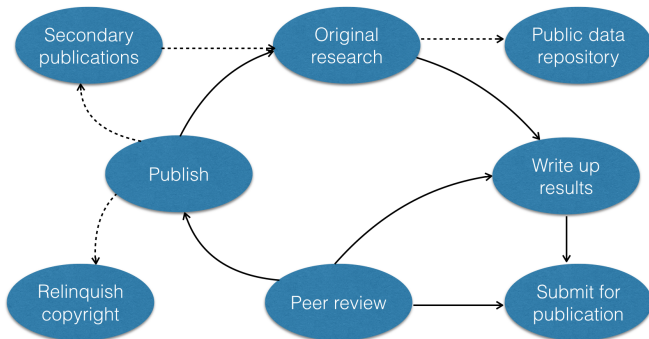 Secondary
publications
Original
research
Public data
repository
Publish
Write up
results
Relinquish
copyright
Peer review
Submit for
publication